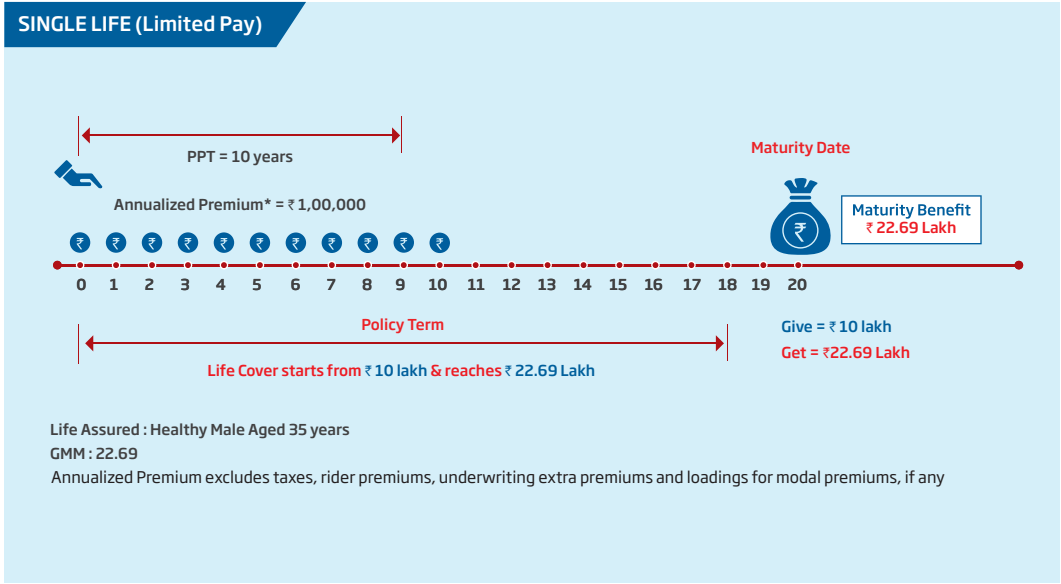 SINGLE LIFE (Limited Pay)
PPT = 10 years
Annualized Premium* = ₹ 1,00,000
₹ ₹ ₹ ₹ ₹ ₹ ₹ ₹ ₹ ₹ ₹
0 1 2 3 4 5 6 7 8 9 10 11 12 13 14 15 16 17 18 19 20
Maturity Date
₹
Maturity Benefit
₹ 22.69 Lakh
Policy Term
Life Cover starts from ₹ 10 lakh & reaches ₹ 22.69 Lakh
Give = ₹ 10 lakh
Get = ₹22.69 Lakh
Life Assured : Healthy Male Aged 35 years
GMM : 22.69
Annualized Premium excludes taxes, rider premiums, underwriting extra premiums and loadings for modal premiums, if any